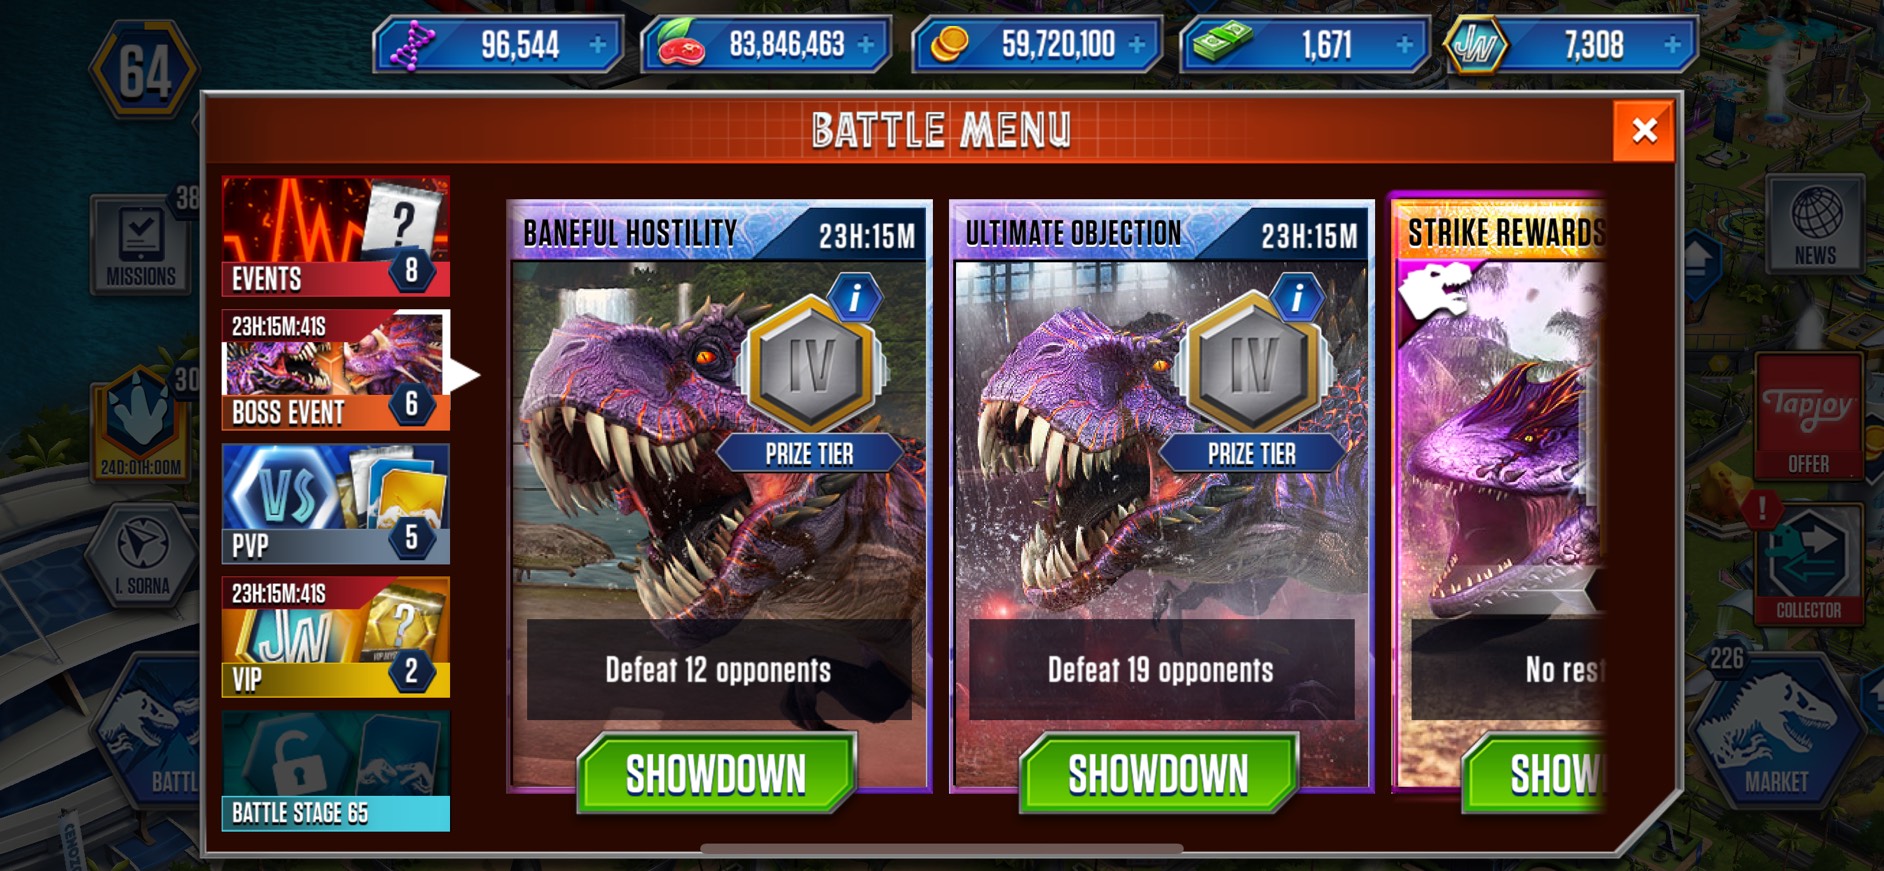 64
96,544
83,846,463
59,720,100
1,671
JW
7,308
BATTLE MENU
38
MISSIONS
30
24D:01H:00M
I. SORNA
BATTL
?
EVENTS
8
23H:15M:41S
BOSS EVENT
6
VS
PVP
5
23H:15M:41S
JW
?
VIP
2
BATTLE STAGE 65
BANEFUL HOSTILITY
23H:15M
i
IV
PRIZE TIER
Defeat 12 opponents
SHOWDOWN
ULTIMATE OBJECTION
23H:15M
i
IV
PRIZE TIER
Defeat 19 opponents
SHOWDOWN
STRIKE REWARDS
No rest
SHOW
NEWS
Tapjoy
OFFER
!
COLLECTOR
226
MARKET